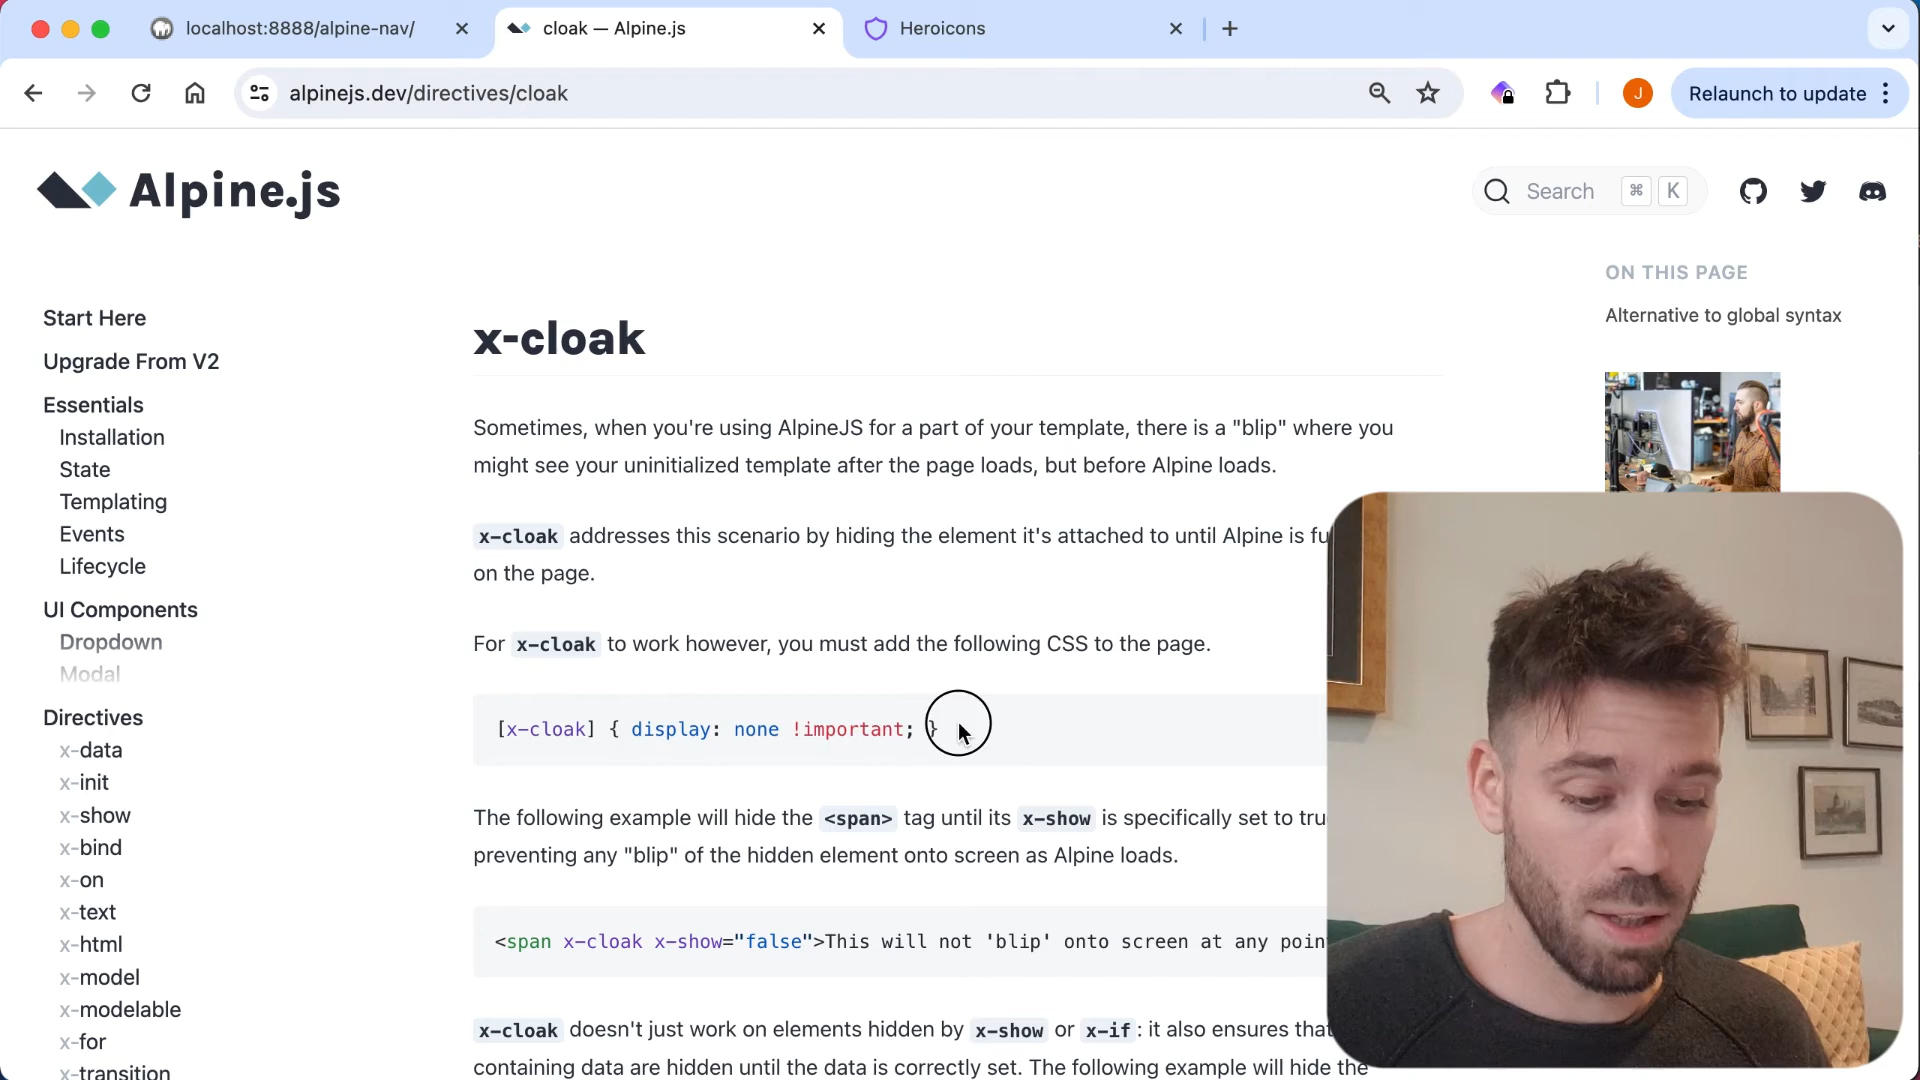 localhost:8888/alpine-nav/
cloak — Alpine.js
Heroicons
alpinejs.dev/directives/cloak
J
Relaunch to update
Alpine.js
Search ⌘ K
ON THIS PAGE
Alternative to global syntax
Start Here
Upgrade From V2
Essentials
Installation
State
Templating
Events
Lifecycle
UI Components
Dropdown
Modal
Directives
x-data
x-init
x-show
x-bind
x-on
x-text
x-html
x-model
x-modelable
x-for
x-transition
x-cloak
Sometimes, when you're using AlpineJS for a part of your template, there is a "blip" where you
might see your uninitialized template after the page loads, but before Alpine loads.
x-cloak addresses this scenario by hiding the element it's attached to until Alpine is fu
on the page.
For x-cloak to work however, you must add the following CSS to the page.
[x-cloak] { display: none !important; }
The following example will hide the <span> tag until its x-show is specifically set to tru
preventing any "blip" of the hidden element onto screen as Alpine loads.
<span x-cloak x-show="false">This will not 'blip' onto screen at any poin
x-cloak doesn't just work on elements hidden by x-show or x-if: it also ensures that
containing data are hidden until the data is correctly set. The following example will hide the